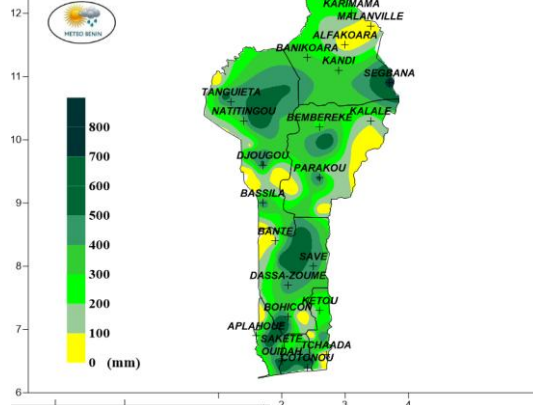 METEO BENIN
12
11
10
9
8
7
6
2
3
4
800
700
600
500
400
300
200
100
0 (mm)
KARIMAMA
MALANVILLE
ALFAKOARA
BANIKOARA
KANDI
SEGBANA
TANGUIETA
NATITINGOU
BEMBEREKE
KALALE
DJOUGOU
PARAKOU
BASSILA
BANTE
SAVE
DASSA-ZOUME
KETOU
BOHICON
APLAHOUE
SAKETE
TCHAADA
OUIDAH
COTONOU